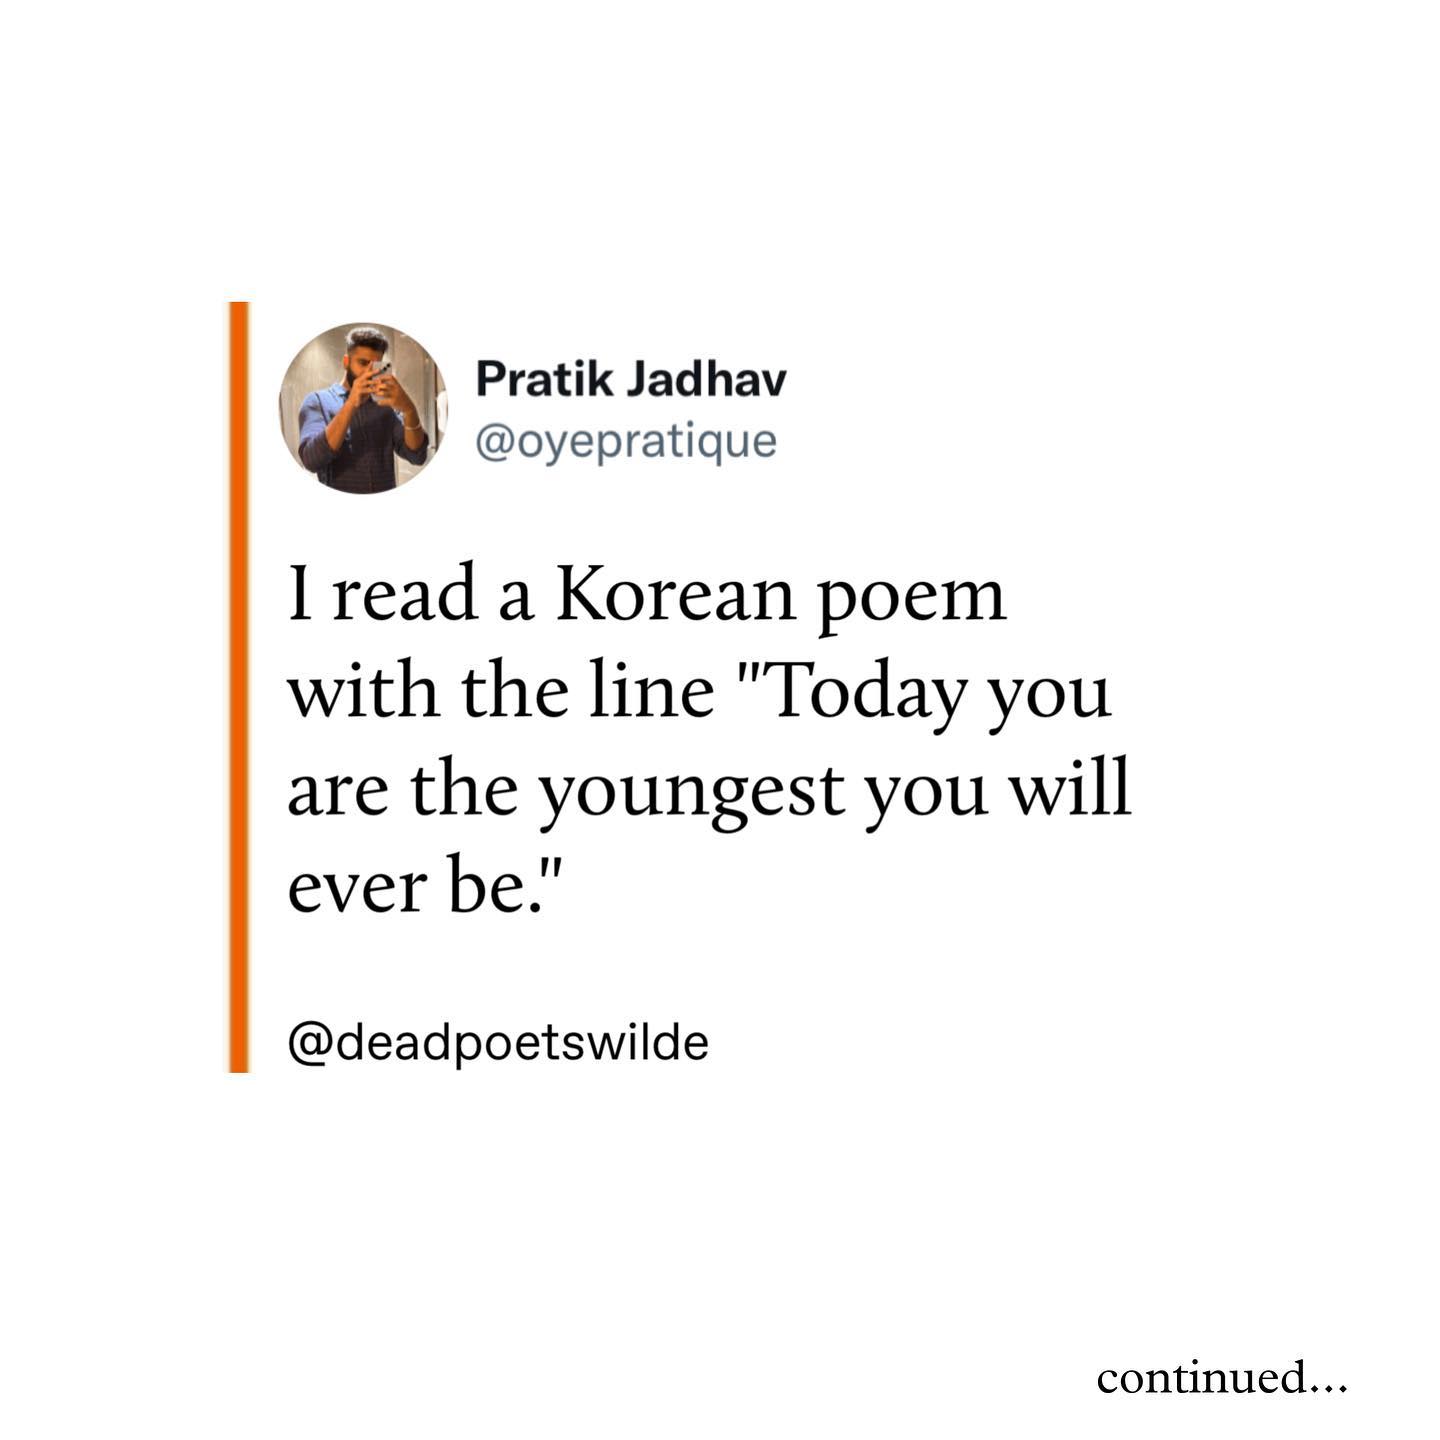 Pratik Jadhav
@oyepratique
I read a Korean poem
with the line "Today you
are the youngest you will
ever be."
@deadpoetswilde
continued...